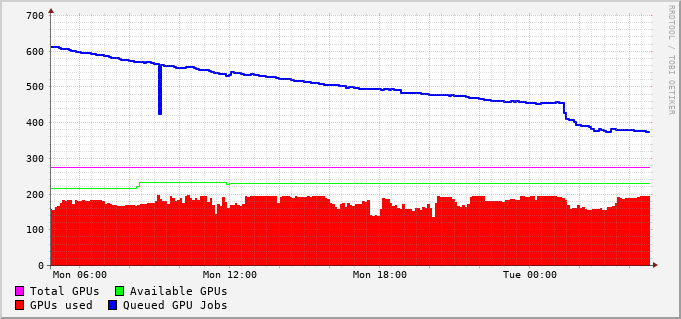 700
600
500
400
300
200
100
0
Mon 06:00 Mon 12:00 Mon 18:00 Tue 00:00
Total GPUs Available GPUs
GPUs used Queued GPU Jobs
RRDTOOL / TOBI OETIKER